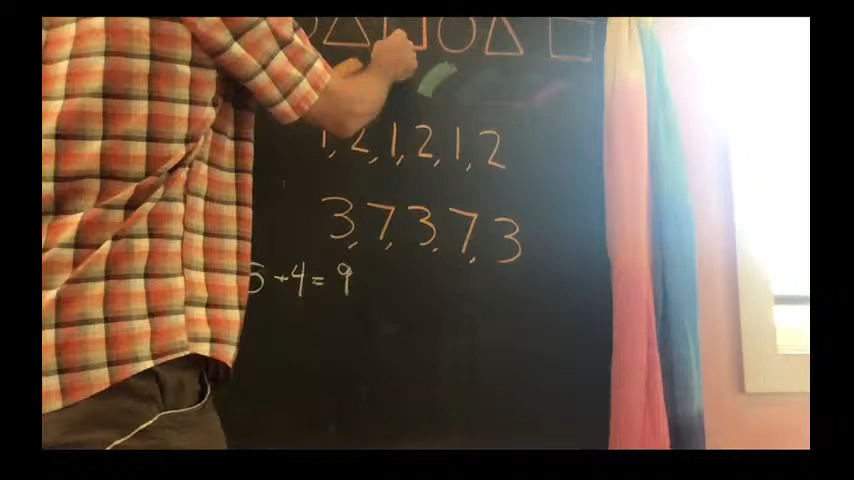 1, 2, 1, 2, 1, 2
3, 7, 3, 7, 3
5 + 4 = 9